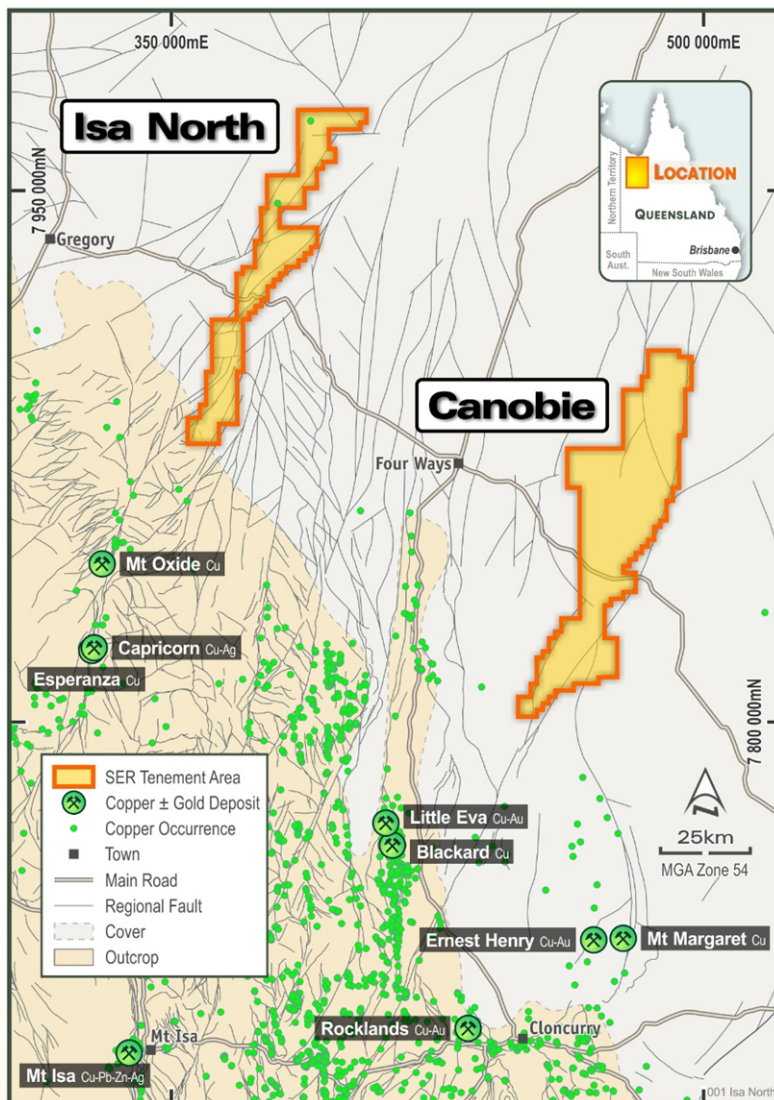 350 000mE
500 000mE
Isa North
7 950 000mN
Gregory
LOCATION
Northern Territory
QUEENSLAND
Brisbane
South
Aust.
New South Wales
Canobie
Four Ways
Mt Oxide Cu
Capricorn Cu-Ag
Esperanza Cu
7 800 000mN
SER Tenement Area
Copper ± Gold Deposit
Copper Occurrence
Town
Main Road
Regional Fault
Cover
Outcrop
Little Eva Cu-Au
Blackard Cu
25km
MGA Zone 54
Ernest Henry Cu-Au
Mt Margaret Cu
Rocklands Cu-Au
Cloncurry
Mt Isa
Mt Isa Cu-Pb-Zn-Ag
001 Isa North